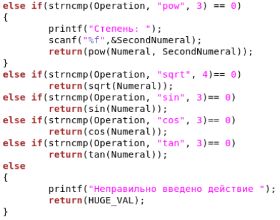 else if(strncmp(Operation, "pow", 3) == 0)
{
printf("Степень: ");
scanf("%f",&SecondNumeral);
return(pow(Numeral, SecondNumeral));
}
else if(strncmp(Operation, "sqrt", 4)== 0)
return(sqrt(Numeral));
else if(strncmp(Operation, "sin", 3)== 0)
return(sin(Numeral));
else if(strncmp(Operation, "cos", 3)== 0)
return(cos(Numeral));
else if(strncmp(Operation, "tan", 3)== 0)
return(tan(Numeral));
else
{
printf("Неправильно введено действие ");
return(HUGE_VAL);
}